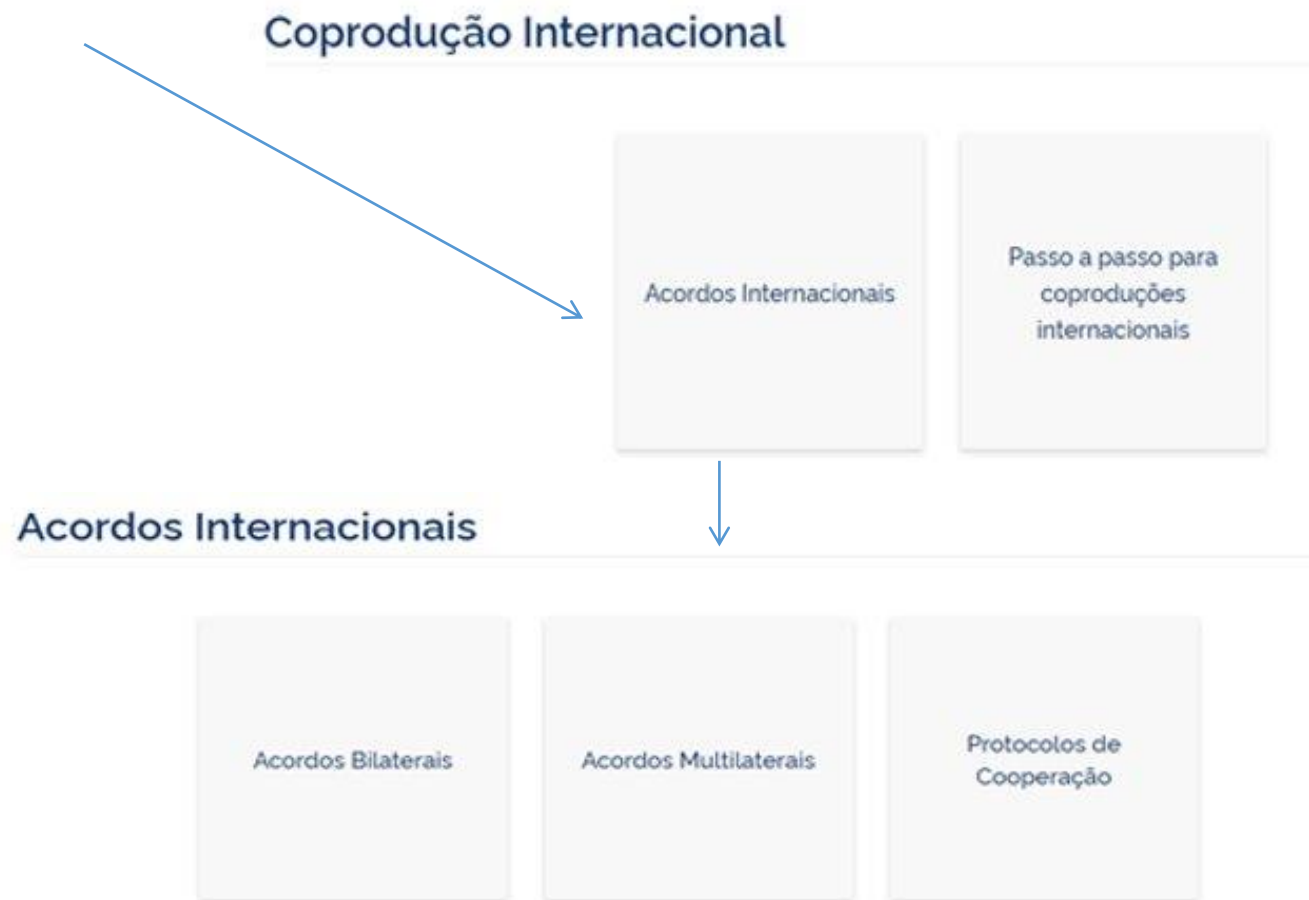 Coprodução Internacional
Acordos Internacionais
Passo a passo para
coproduções
internacionais
Acordos Internacionais
Acordos Bilaterais
Acordos Multilaterais
Protocolos de
Cooperação